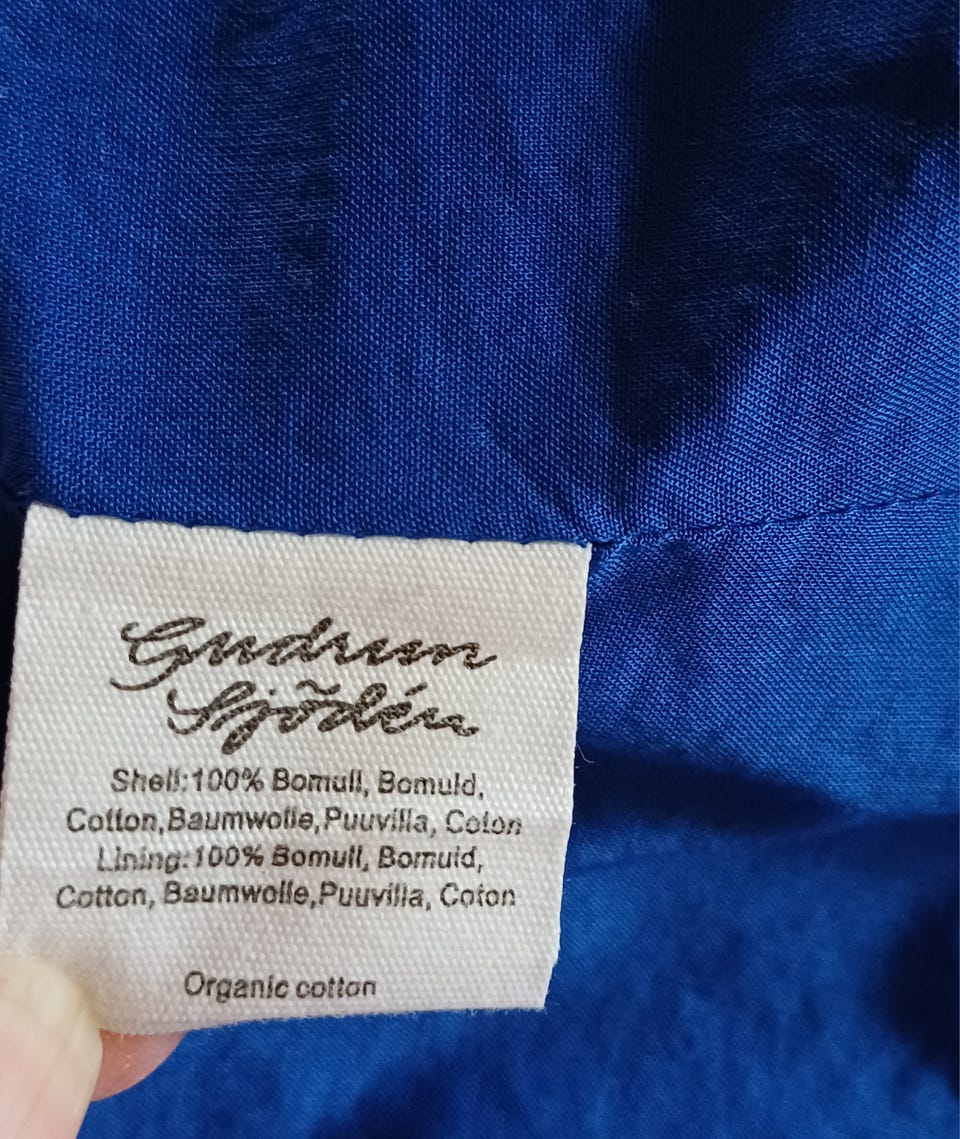 Gudrun
Sjödén
Shell:100% Bomull, Bomuld,
Cotton,Baumwolle,Puuvilla, Coton
Lining:100% Bomull, Bomuld,
Cotton, Baumwolle,Puuvilla, Coton
Organic cotton